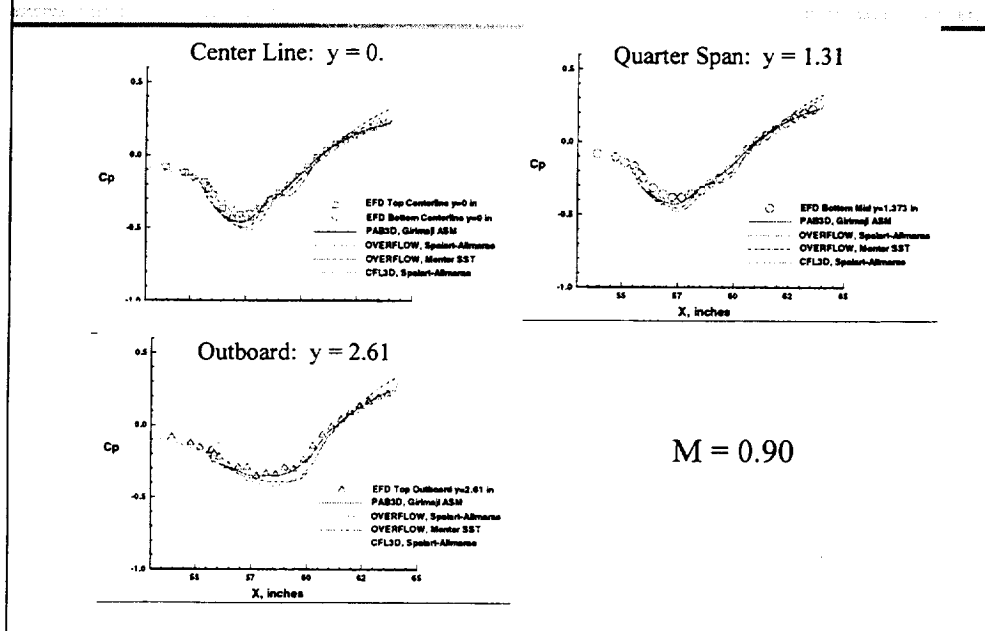 Center Line: y = 0.
0.5
0.0
Cp
-0.5
-1.0
EFD Top Centerline y=0 in
EFD Bottom Centerline y=0 in
PAB3D, Girimaji ASM
OVERFLOW, Spalart-Allmaras
OVERFLOW, Menter SST
CFL3D, Spalart-Allmaras
Quarter Span: y = 1.31
0.5
0.0
Cp
-0.5
-1.0
EFD Bottom Mid y=1.373 in
PAB3D, Girimaji ASM
OVERFLOW, Spalart-Allmaras
OVERFLOW, Menter SST
CFL3D, Spalart-Allmaras
55 57 60 62 65
X, inches
Outboard: y = 2.61
0.5
0.0
Cp
-0.5
-1.0
EFD Top Outboard y=2.61 in
PAB3D, Girimaji ASM
OVERFLOW, Spalart-Allmaras
OVERFLOW, Menter SST
CFL3D, Spalart-Allmaras
55 57 60 62 65
X, inches
M = 0.90